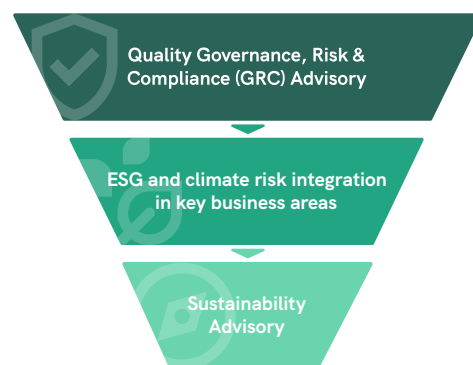 Quality Governance, Risk &
Compliance (GRC) Advisory
ESG and climate risk integration
in key business areas
Sustainability
Advisory